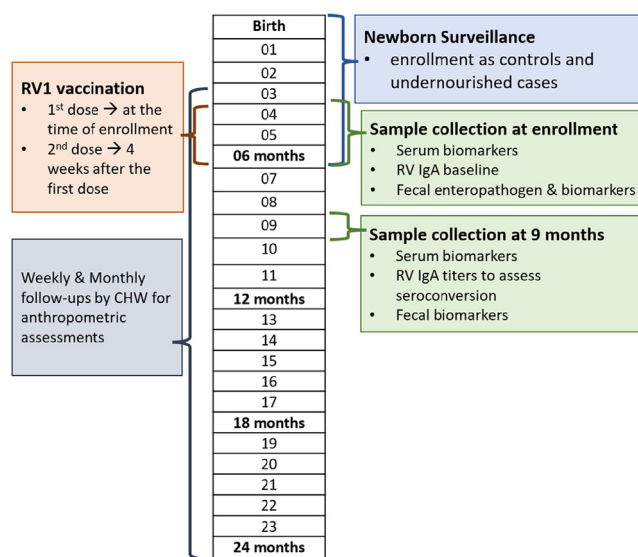 RV1 vaccination
• 1st dose → at the
time of enrollment
• 2nd dose → 4
weeks after the
first dose
Weekly & Monthly
follow-ups by CHW for
anthropometric
assessments
Birth
01
02
03
04
05
06 months
07
08
09
10
11
12 months
13
14
15
16
17
18 months
19
20
21
22
23
24 months
Newborn Surveillance
• enrollment as controls and
undernourished cases
Sample collection at enrollment
• Serum biomarkers
• RV IgA baseline
• Fecal enteropathogen & biomarkers
Sample collection at 9 months
• Serum biomarkers
• RV IgA titers to assess
seroconversion
• Fecal biomarkers